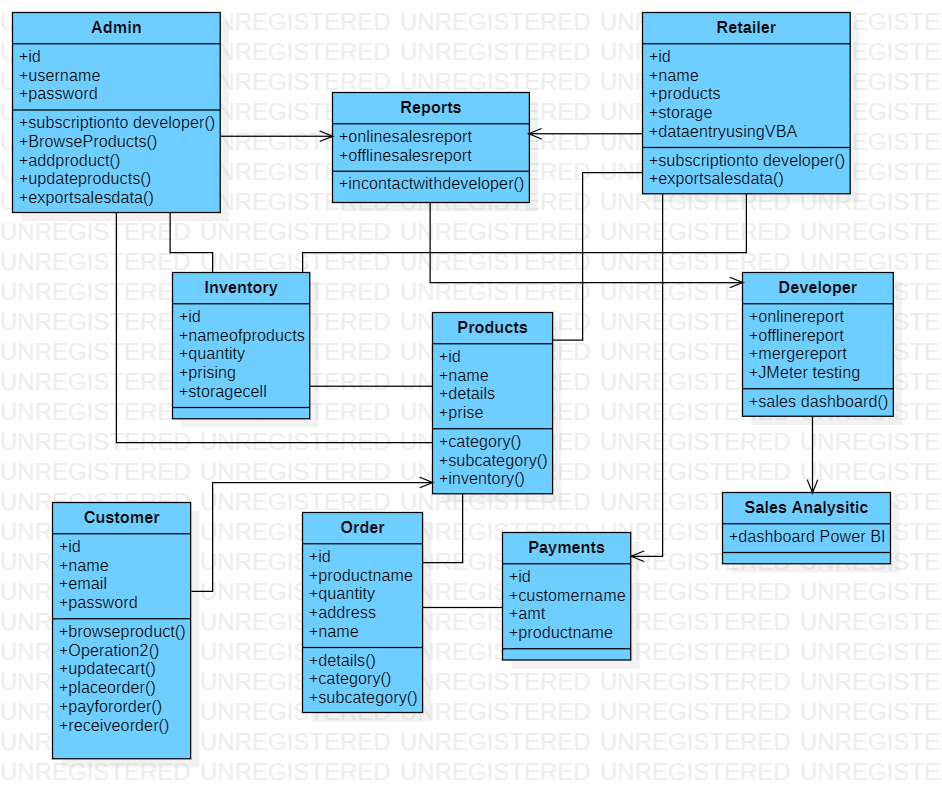 Admin
+id
+username
+password
+subscriptionto developer()
+BrowseProducts()
+addproduct()
+updateproducts()
+exportsalesdata()
Reports
+onlinesalesreport
+offlinesalesreport
+incontactwithdeveloper()
Retailer
+id
+name
+products
+storage
+dataentryusingVBA
+subscriptionto developer()
+exportsalesdata()
Inventory
+id
+nameofproducts
+quantity
+prising
+storagecell
Products
+id
+name
+details
+prise
+category()
+subcategory()
+inventory()
Developer
+onlinereport
+offlinereport
+mergereport
+JMeter testing
+sales dashboard()
Customer
+id
+name
+email
+password
+browseproduct()
+Operation2()
+updatecart()
+placeorder()
+payfororder()
+receiveorder()
Order
+id
+productname
+quantity
+address
+name
+details()
+category()
+subcategory()
Payments
+id
+customername
+amt
+productname
Sales Analysitic
+dashboard Power BI
UNREGISTERED